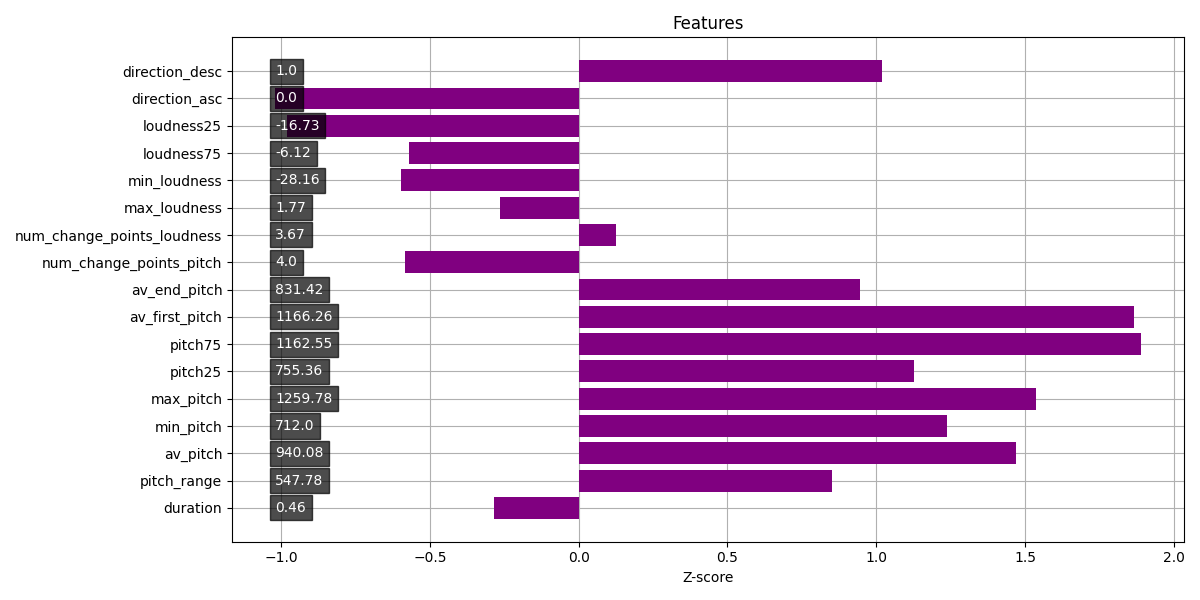 Features
direction_desc 1.0
direction_asc 0.0
loudness25 -16.73
loudness75 -6.12
min_loudness -28.16
max_loudness 1.77
num_change_points_loudness 3.67
num_change_points_pitch 4.0
av_end_pitch 831.42
av_first_pitch 1166.26
pitch75 1162.55
pitch25 755.36
max_pitch 1259.78
min_pitch 712.0
av_pitch 940.08
pitch_range 547.78
duration 0.46
−1.0 −0.5 0.0 0.5 1.0 1.5 2.0
Z-score